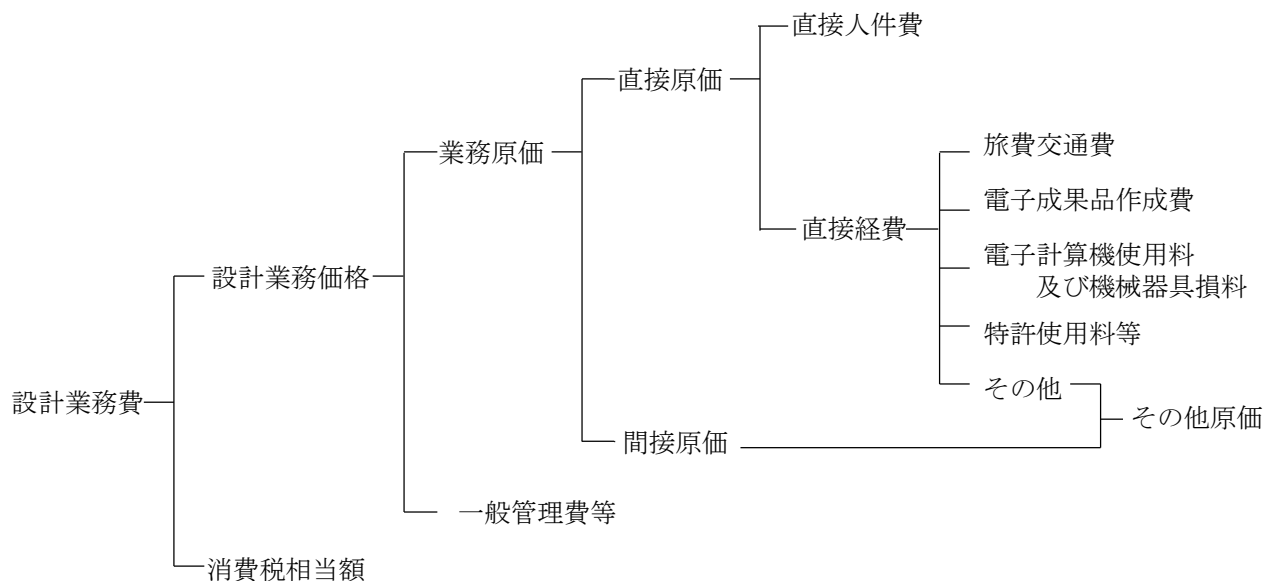 直接人件費
直接原価
旅費交通費
業務原価
電子成果品作成費
直接経費
電子計算機使用料
及び機械器具損料
設計業務価格
特許使用料等
その他
設計業務費
その他原価
間接原価
一般管理費等
消費税相当額